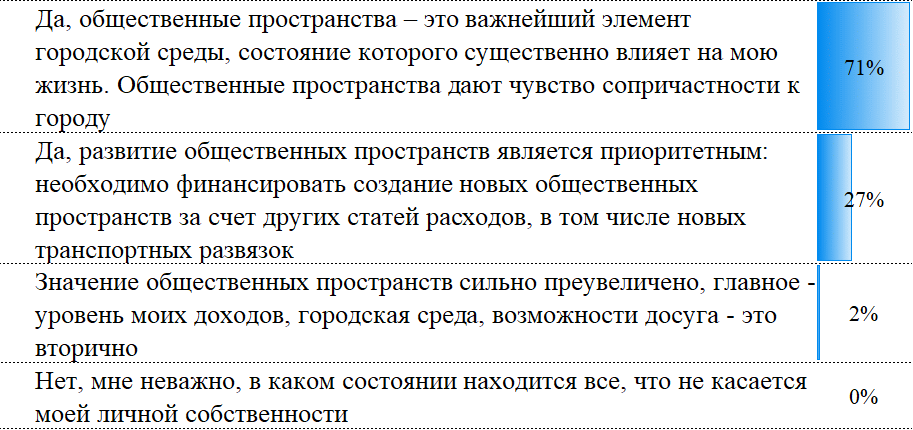 Да, общественные пространства – это важнейший элемент
городской среды, состояние которого существенно влияет на мою
жизнь. Общественные пространства дают чувство сопричастности к
городу
71%
Да, развитие общественных пространств является приоритетным:
необходимо финансировать создание новых общественных
пространств за счет других статей расходов, в том числе новых
транспортных развязок
27%
Значение общественных пространств сильно преувеличено, главное -
уровень моих доходов, городская среда, возможности досуга - это
вторично
2%
Нет, мне неважно, в каком состоянии находится все, что не касается
моей личной собственности
0%